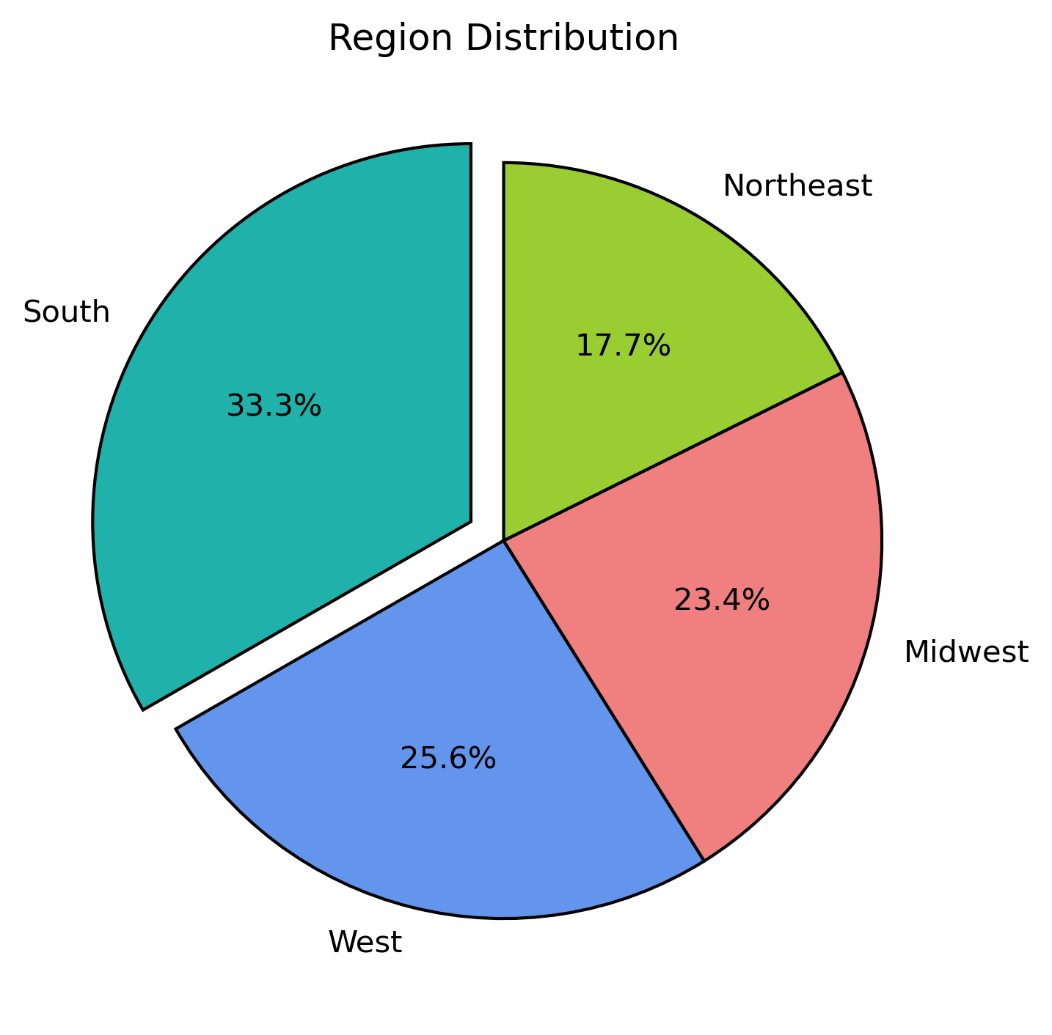 Region Distribution
Northeast
South
17.7%
33.3%
23.4%
Midwest
25.6%
West